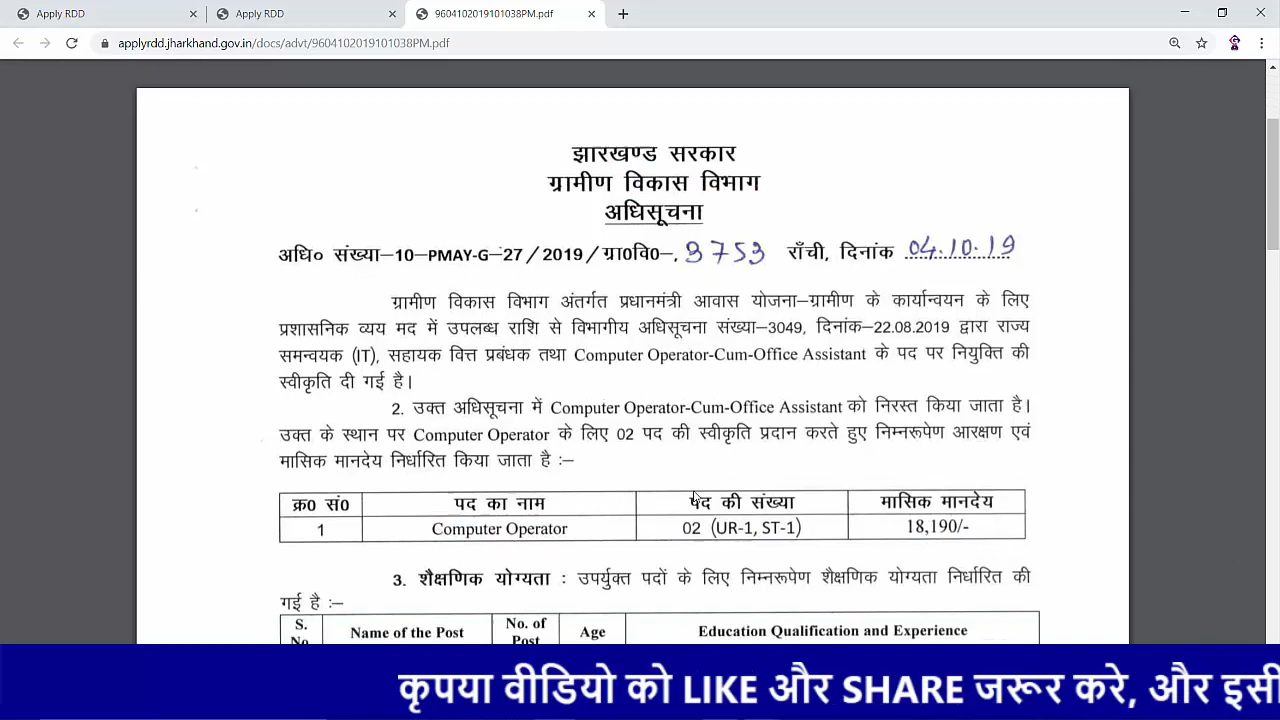 Apply RDD
Apply RDD
9604102019101038PM.pdf
applyrdd.jharkhand.gov.in/docs/advt/9604102019101038PM.pdf
झारखण्ड सरकार
ग्रामीण विकास विभाग
अधिसूचना
अधि० संख्या–10–PMAY-G–27/2019/ग्रा0वि0–. 3753 राँची, दिनांक 04.10.19
ग्रामीण विकास विभाग अंतर्गत प्रधानमंत्री आवास योजना–ग्रामीण के कार्यान्वयन के लिए
प्रशासनिक व्यय मद में उपलब्ध राशि से विभागीय अधिसूचना संख्या–3049, दिनांक–22.08.2019 द्वारा राज्य
समन्वयक (IT), सहायक वित्त प्रबंधक तथा Computer Operator-Cum-Office Assistant के पद पर नियुक्ति की
स्वीकृति दी गई है।
2. उक्त अधिसूचना में Computer Operator-Cum-Office Assistant को निरस्त किया जाता है।
उक्त के स्थान पर Computer Operator के लिए 02 पद की स्वीकृति प्रदान करते हुए निम्नरूपेण आरक्षण एवं
मासिक मानदेय निर्धारित किया जाता है :–
क्र0 सं0 पद का नाम पद की संख्या मासिक मानदेय
1 Computer Operator 02 (UR-1, ST-1) 18,190/-
3. शैक्षणिक योग्यता : उपर्युक्त पदों के लिए निम्नरूपेण शैक्षणिक योग्यता निर्धारित की
गई है :–
S. No. Name of the Post No. of Post Age Education Qualification and Experience
कृपया वीडियो को LIKE और SHARE जरूर करे, और इसी